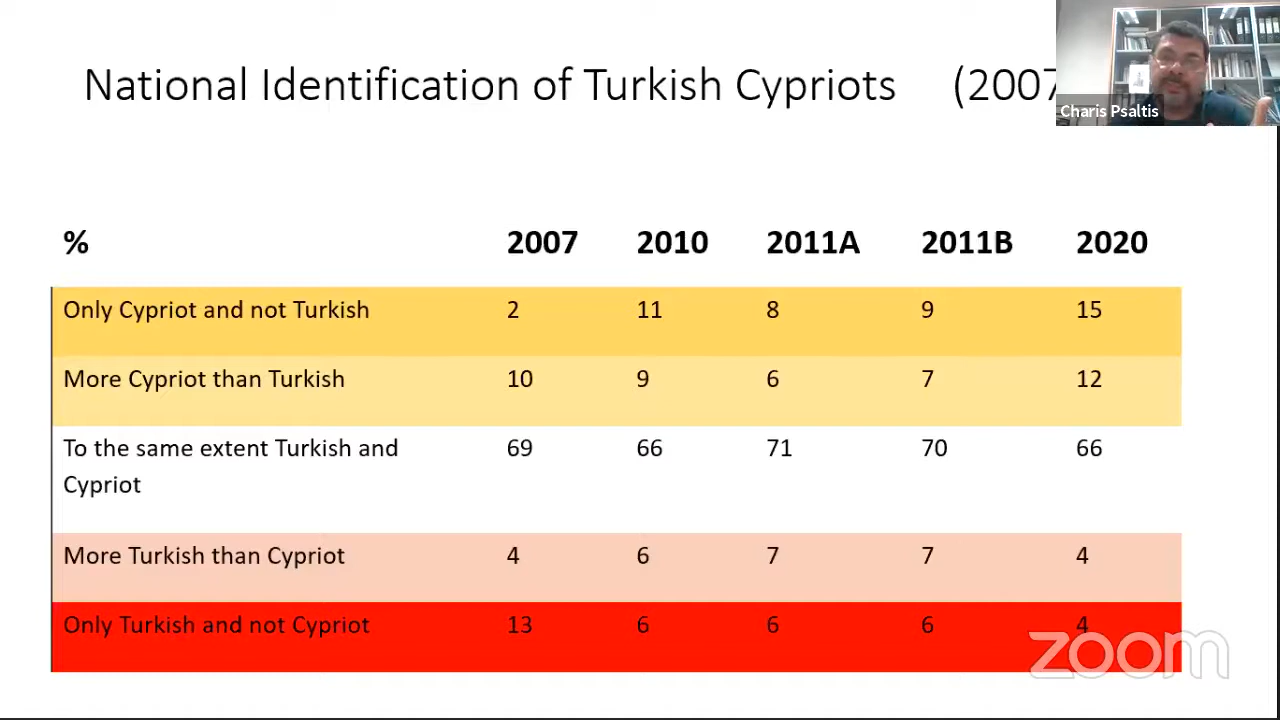 National Identification of Turkish Cypriots (2007
Charis Psaltis
% 2007 2010 2011A 2011B 2020
Only Cypriot and not Turkish 2 11 8 9 15
More Cypriot than Turkish 10 9 6 7 12
To the same extent Turkish and 69 66 71 70 66
Cypriot
More Turkish than Cypriot 4 6 7 7 4
Only Turkish and not Cypriot 13 6 6 6 4
zoom